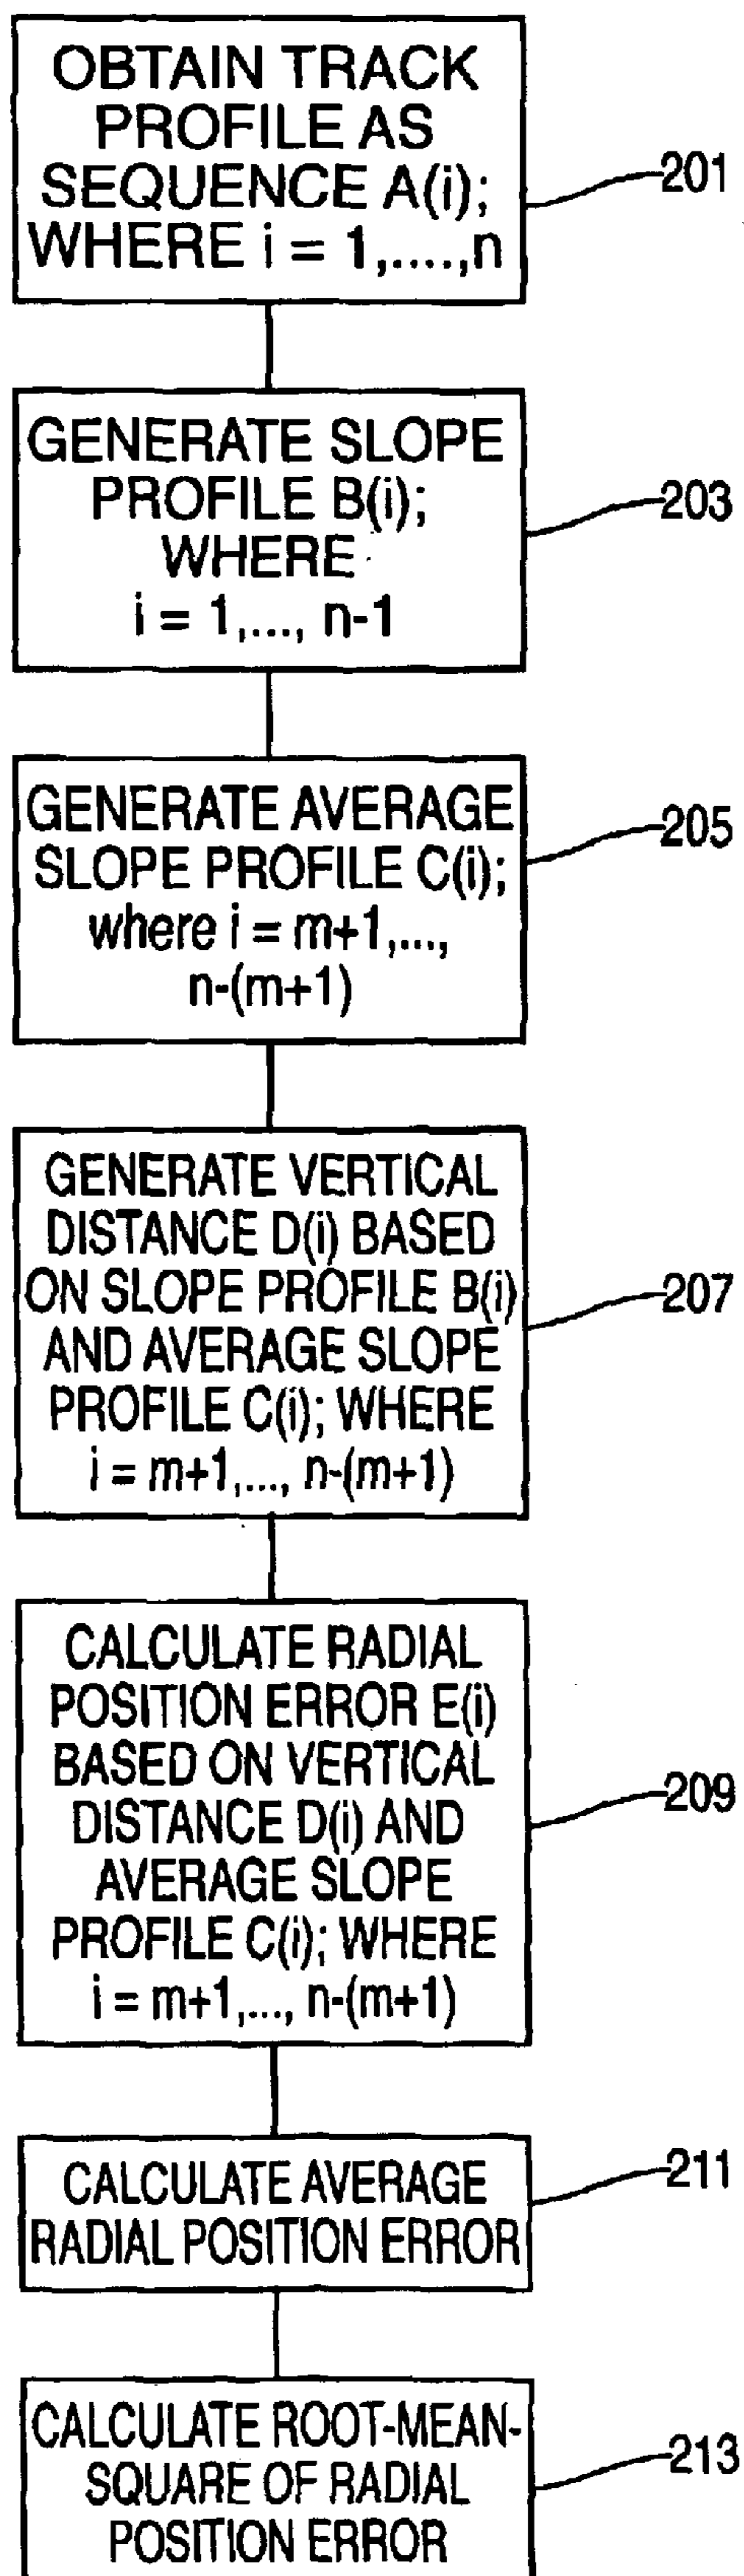 OBTAIN TRACK
PROFILE AS
SEQUENCE A(i);
WHERE i = 1,....,n
201
GENERATE SLOPE
PROFILE B(i);
WHERE
i = 1,..., n-1
203
GENERATE AVERAGE
SLOPE PROFILE C(i);
where i = m+1,...,
n-(m+1)
205
GENERATE VERTICAL
DISTANCE D(i) BASED
ON SLOPE PROFILE B(i)
AND AVERAGE SLOPE
PROFILE C(i); WHERE
i = m+1,..., n-(m+1)
207
CALCULATE RADIAL
POSITION ERROR E(i)
BASED ON VERTICAL
DISTANCE D(i) AND
AVERAGE SLOPE
PROFILE C(i); WHERE
i = m+1,..., n-(m+1)
209
CALCULATE AVERAGE
RADIAL POSITION ERROR
211
CALCULATE ROOT-MEAN-
SQUARE OF RADIAL
POSITION ERROR
213